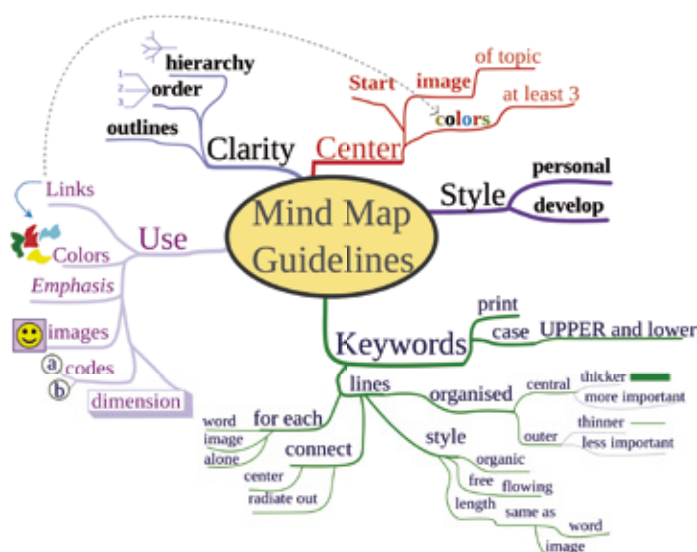 Mind Map
Guidelines
Clarity
hierarchy
1
2
3
order
outlines
Center
Start
image
of topic
colors
at least 3
Style
personal
develop
Use
Links
Colors
Emphasis
images
a
b
codes
dimension
Keywords
print
case
UPPER and lower
lines
organised
central
thicker
more important
outer
thinner
less important
style
organic
free
flowing
length
same as
word
image
for each
word
image
alone
connect
center
radiate out